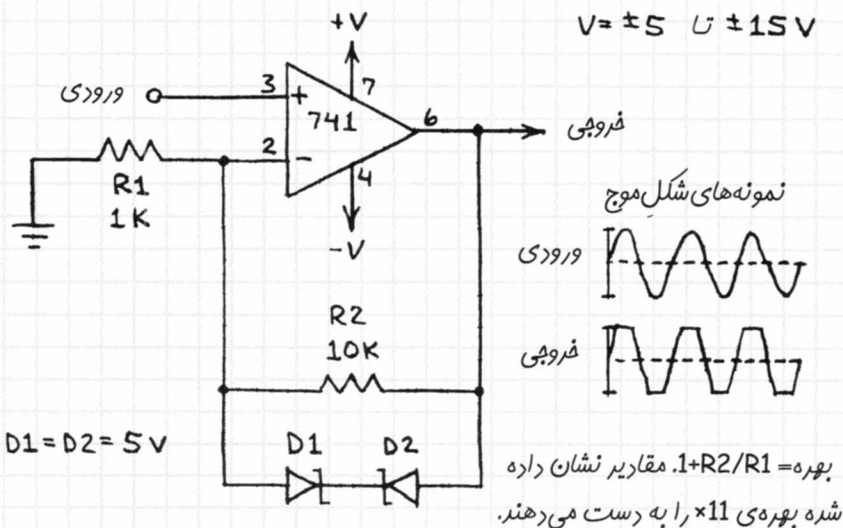 V= ±5 تا ±15 V
+V
ورودی
3
+
7
741
6
خروجی
2
-
4
R1
1K
-V
نمونه‌های شکلِ موج
ورودی
R2
10K
خروجی
D1=D2=5V
D1
D2
بهره=1+R2/R1. مقادیر نشان داده
شده بهره‌ی 11× را به دست می‌دهند.